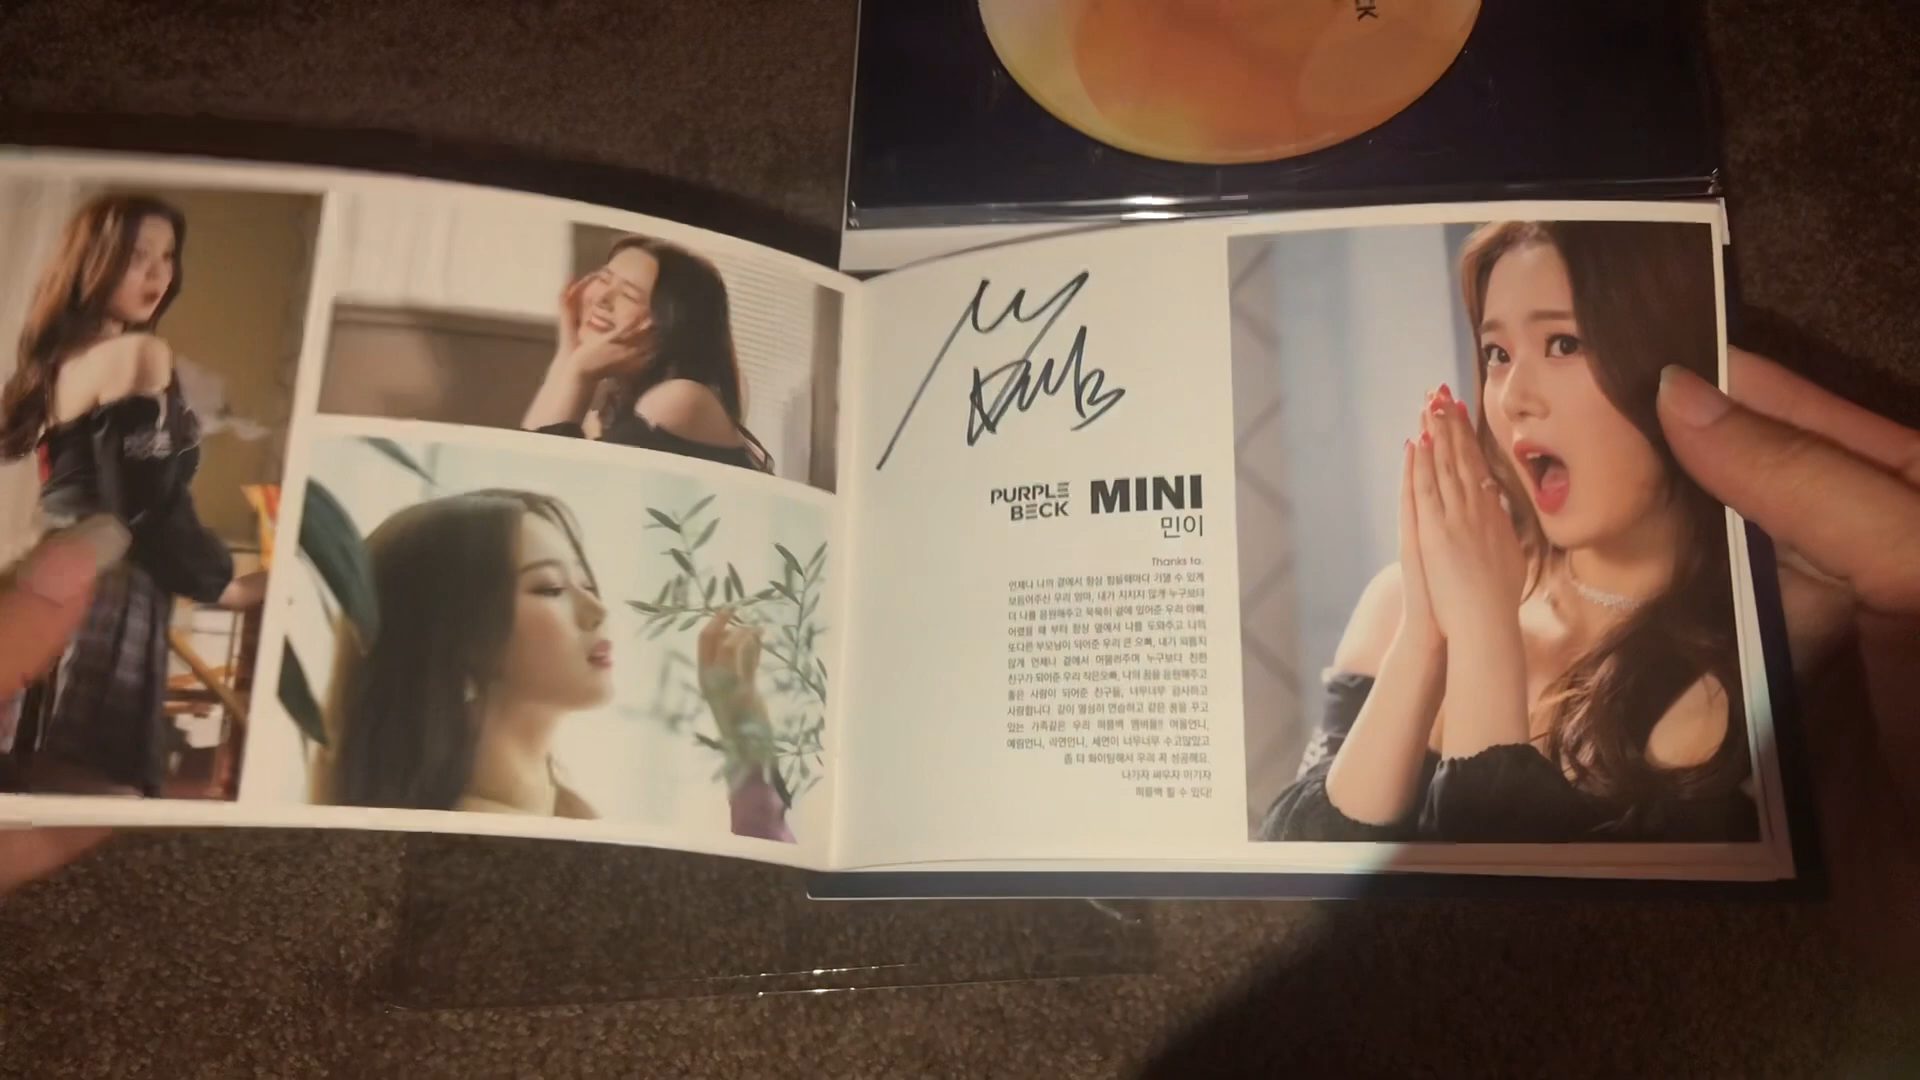 CK
PURPLE
BECK
MINI
민이
Thanks to.
언제나 나의 곁에서 항상 힘들때마다 기댈 수 있게
보듬어주신 우리 엄마, 내가 지치지 않게 누구보다
더 나를 응원해주고 묵묵히 곁에 있어준 우리 아빠,
어렸을 때 부터 항상 옆에서 나를 도와주고 나의
또다른 부모님이 되어준 우리 큰 오빠, 내가 외롭지
않게 언제나 곁에서 머물러주며 누구보다 친한
친구가 되어준 우리 작은오빠, 나의 꿈을 응원해주고
좋은 사람이 되어준 친구들, 너무너무 감사하고
사랑합니다. 같이 열심히 연습하고 같은 꿈을 꾸고
있는 가족같은 우리 퍼플백 멤버들!! 여울언니,
예림언니, 라연언니, 세연이 너무너무 수고많았고
좀 더 화이팅해서 우리 꼭 성공해요.
나가자 싸우자 이기자
퍼플백 할 수 있다!